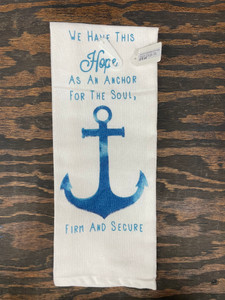 We Have This
Hope
As An Anchor
For The Soul,
Firm And Secure